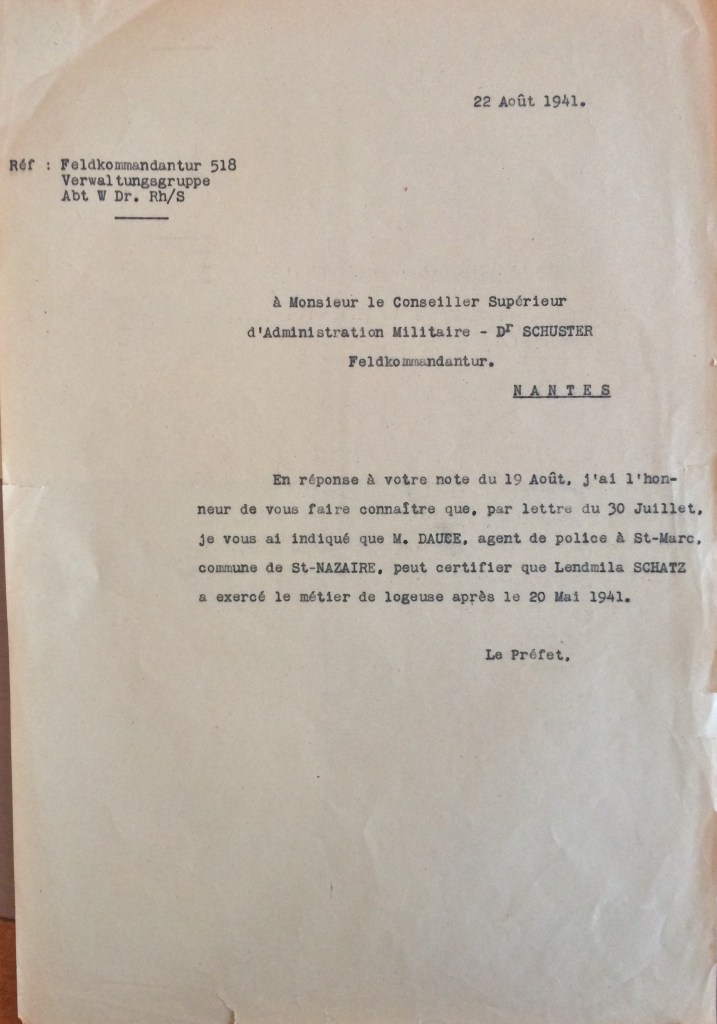 22 Août 1941.
Réf : Feldkommandantur 518
Verwaltungsgruppe
Abt W Dr. Rh/S
à Monsieur le Conseiller Supérieur
d'Administration Militaire - Dr SCHUSTER
Feldkommandantur.
NANTES
En réponse à votre note du 19 Août, j'ai l'hon-
neur de vous faire connaître que, par lettre du 30 Juillet,
je vous ai indiqué que M. DAUCE, agent de police à St-Marc,
commune de St-NAZAIRE, peut certifier que Lendmila SCHATZ
a exercé le métier de logeuse après le 20 Mai 1941.
Le Préfet,